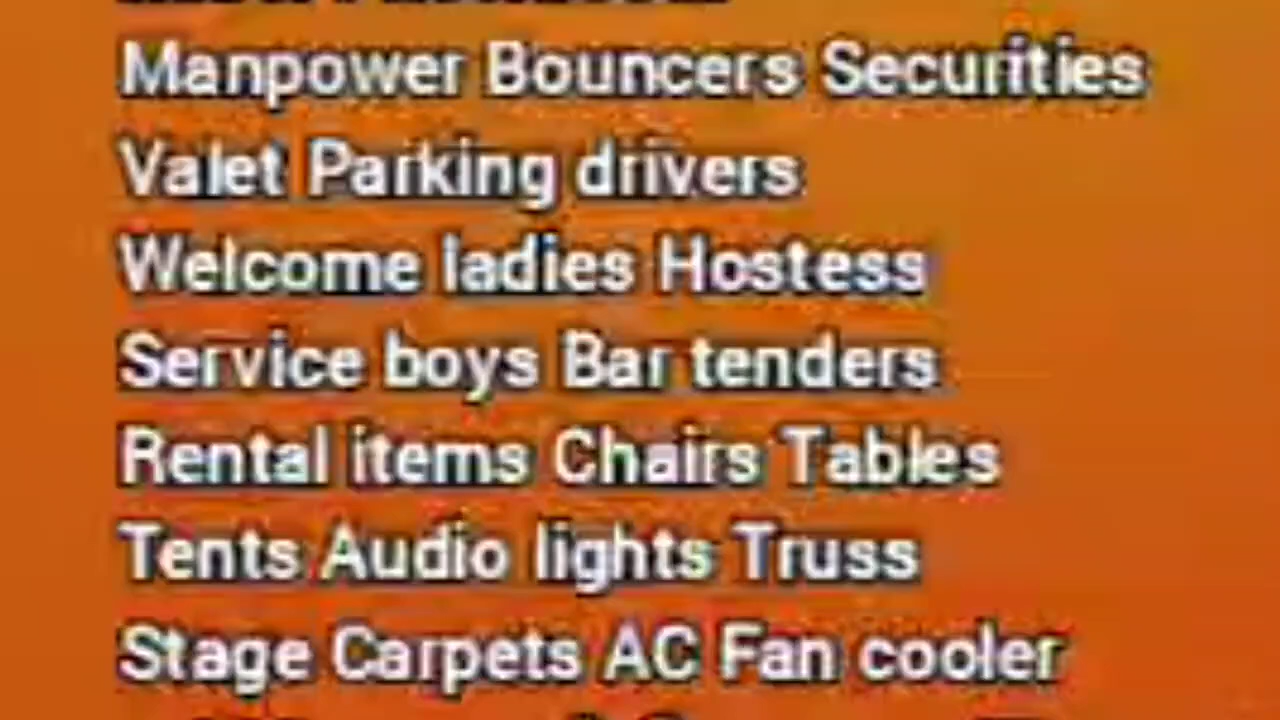 Manpower Bouncers Securities
Valet Parking drivers
Welcome ladies Hostess
Service boys Bar tenders
Rental items Chairs Tables
Tents Audio lights Truss
Stage Carpets AC Fan cooler